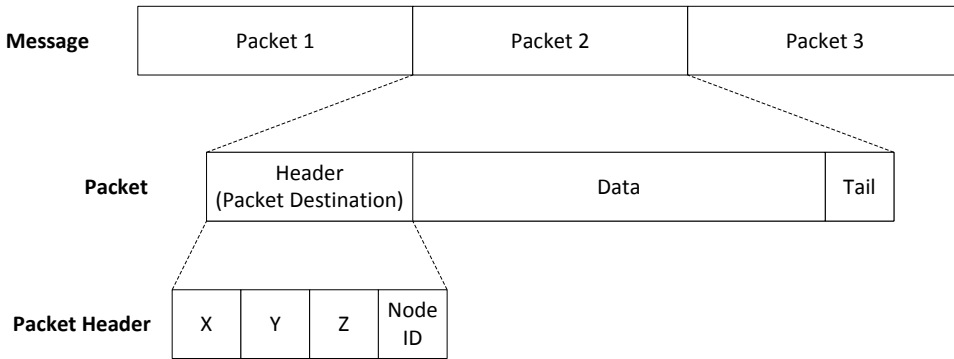 Message Packet 1 Packet 2 Packet 3
Header
(Packet Destination)
Packet Data Tail
Packet Header X Y Z Node
ID